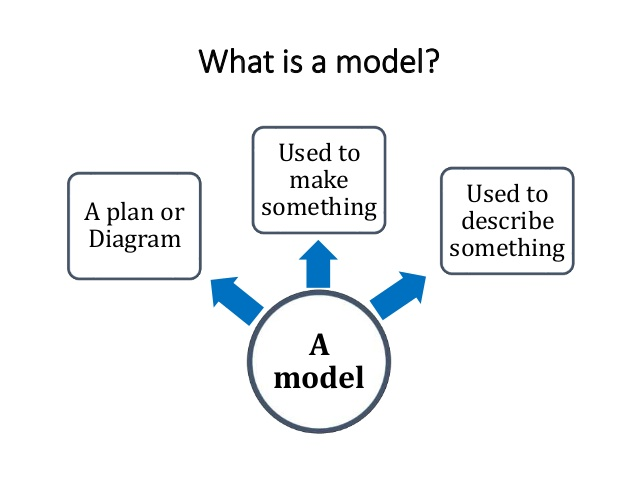 What is a model?
A plan or
Diagram
Used to
make
something
Used to
describe
something
A
model